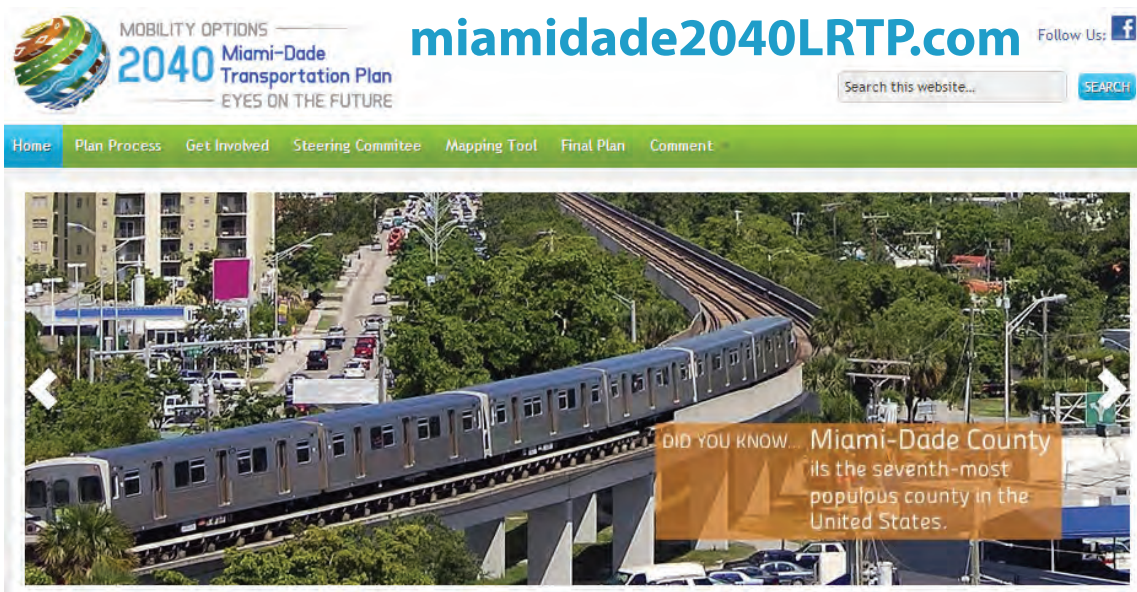 MOBILITY OPTIONS
2040 Miami-Dade
Transportation Plan
EYES ON THE FUTURE
miamidade2040LRTP.com
Follow Us: f
Search this website...
SEARCH
Home Plan Process Get Involved Steering Commitee Mapping Tool Final Plan Comment
DID YOU KNOW... Miami-Dade County
iIs the seventh-most
populous county in the
United States.